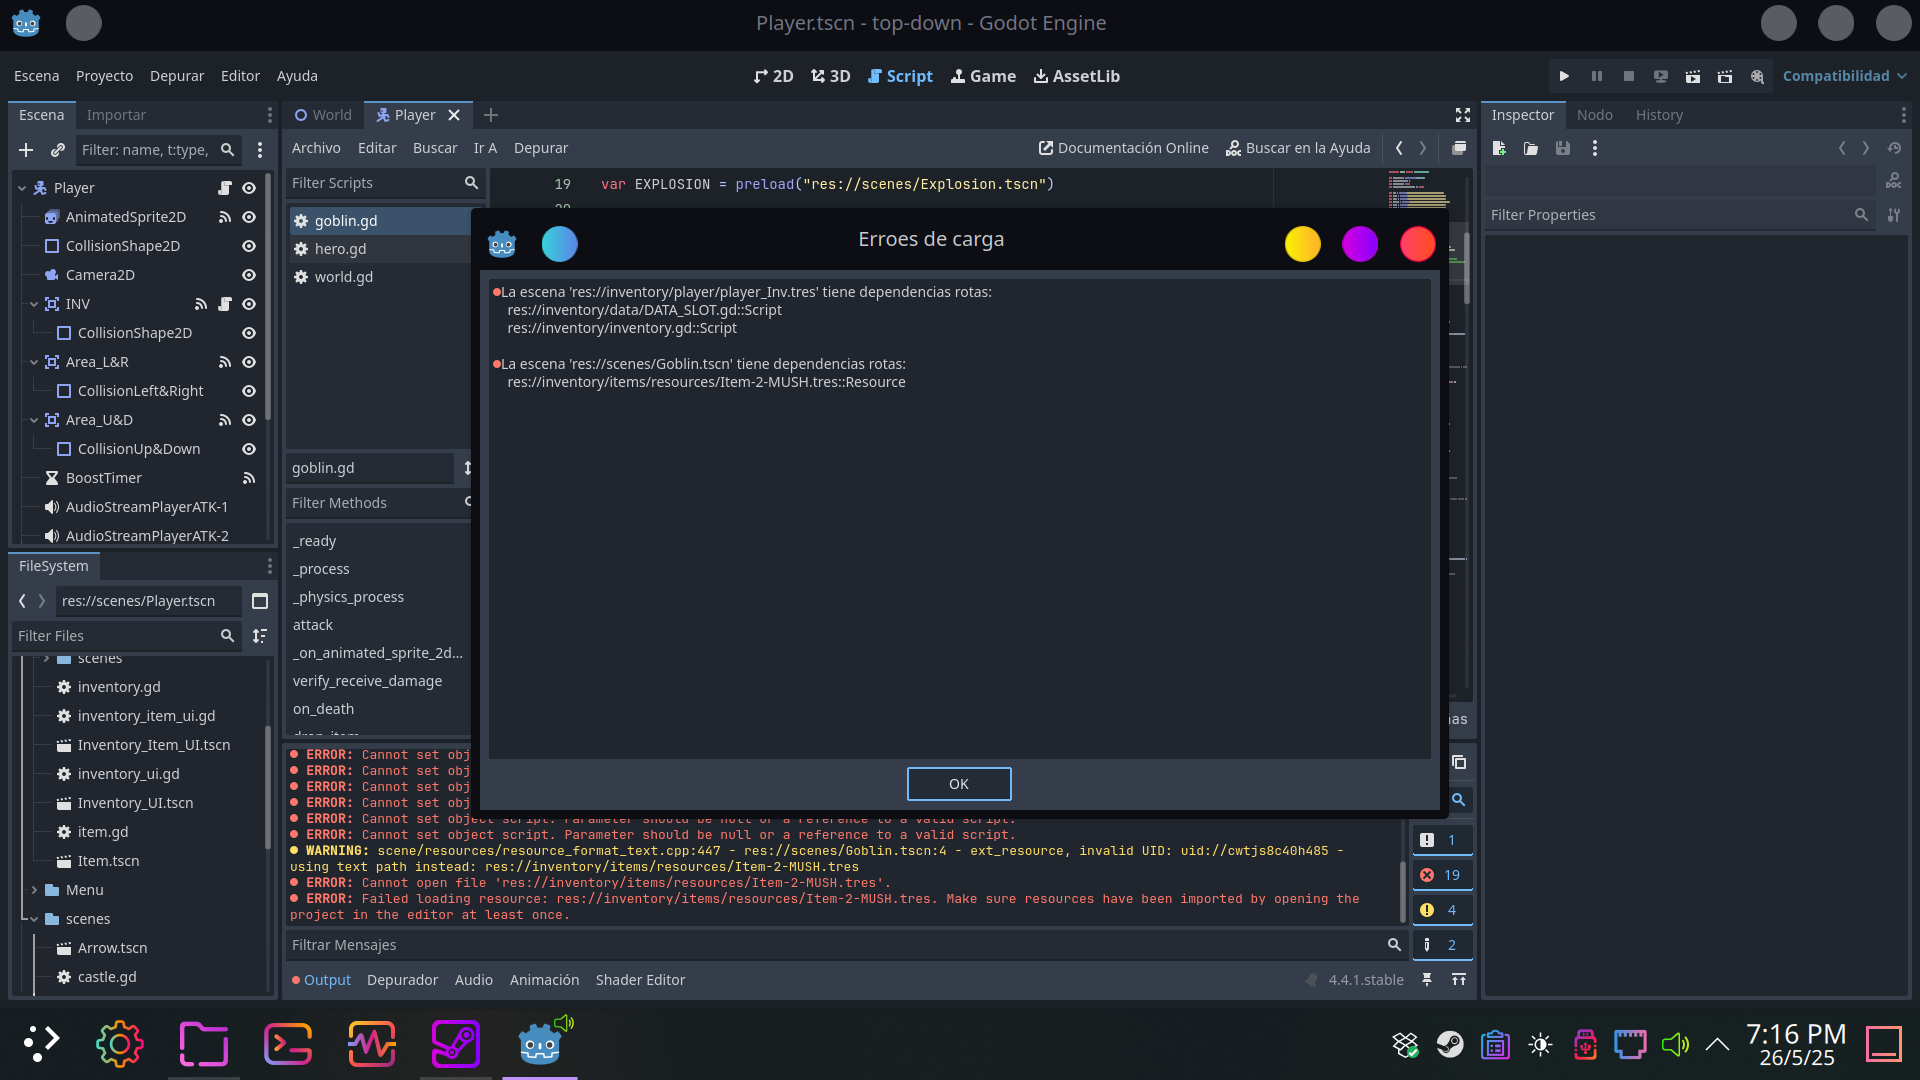 Player.tscn - top-down - Godot Engine
Escena Proyecto Depurar Editor Ayuda
2D 3D Script Game AssetLib
Compatibilidad
Escena Importar
Filter: name, t:type,
Player
AnimatedSprite2D
CollisionShape2D
Camera2D
INV
CollisionShape2D
Area_L&R
CollisionLeft&Right
Area_U&D
CollisionUp&Down
BoostTimer
AudioStreamPlayerATK-1
AudioStreamPlayerATK-2
FileSystem
res://scenes/Player.tscn
Filter Files
scenes
inventory.gd
inventory_item_ui.gd
Inventory_Item_UI.tscn
inventory_ui.gd
Inventory_UI.tscn
item.gd
Item.tscn
Menu
scenes
Arrow.tscn
castle.gd
World Player
Archivo Editar Buscar Ir A Depurar
Documentación Online Buscar en la Ayuda
Filter Scripts
goblin.gd
hero.gd
world.gd
goblin.gd
Filter Methods
_ready
_process
_physics_process
attack
_on_animated_sprite_2d...
verify_receive_damage
on_death
19 var EXPLOSION = preload("res://scenes/Explosion.tscn")
Erroes de carga
La escena 'res://inventory/player/player_Inv.tres' tiene dependencias rotas:
res://inventory/data/DATA_SLOT.gd::Script
res://inventory/inventory.gd::Script
La escena 'res://scenes/Goblin.tscn' tiene dependencias rotas:
res://inventory/items/resources/Item-2-MUSH.tres::Resource
OK
ERROR: Cannot set obj
ERROR: Cannot set obj
ERROR: Cannot set obj
ERROR: Cannot set obj
ERROR: Cannot set object script. Parameter should be null or a reference to a valid script.
ERROR: Cannot set object script. Parameter should be null or a reference to a valid script.
WARNING: scene/resources/resource_format_text.cpp:447 - res://scenes/Goblin.tscn:4 - ext_resource, invalid UID: uid://cwtjs8c40h485 -
using text path instead: res://inventory/items/resources/Item-2-MUSH.tres
ERROR: Cannot open file 'res://inventory/items/resources/Item-2-MUSH.tres'.
ERROR: Failed loading resource: res://inventory/items/resources/Item-2-MUSH.tres. Make sure resources have been imported by opening the
project in the editor at least once.
1
19
4
2
Filtrar Mensajes
Output Depurador Audio Animación Shader Editor
4.4.1.stable
Inspector Nodo History
Filter Properties
7:16 PM
26/5/25